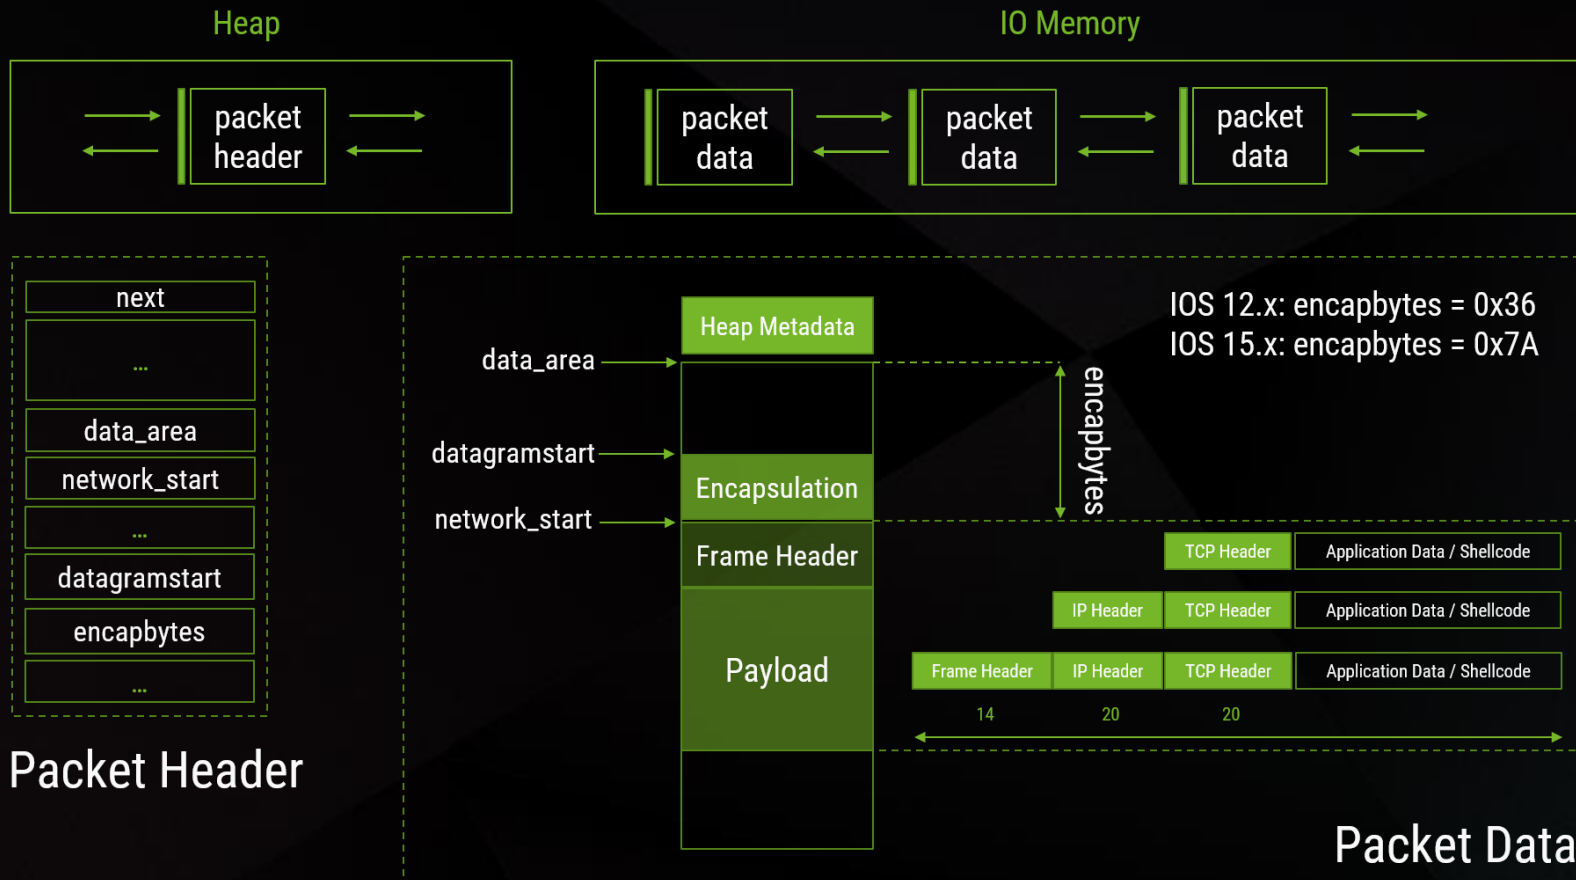 Heap
IO Memory
packet
header
packet
data
packet
data
packet
data
next
...
data_area
network_start
...
datagramstart
encapbytes
...
Packet Header
IOS 12.x: encapbytes = 0x36
IOS 15.x: encapbytes = 0x7A
Heap Metadata
data_area
encapbytes
datagramstart
Encapsulation
network_start
Frame Header
Payload
TCP Header
Application Data / Shellcode
IP Header
TCP Header
Application Data / Shellcode
Frame Header
IP Header
TCP Header
Application Data / Shellcode
14
20
20
Packet Data